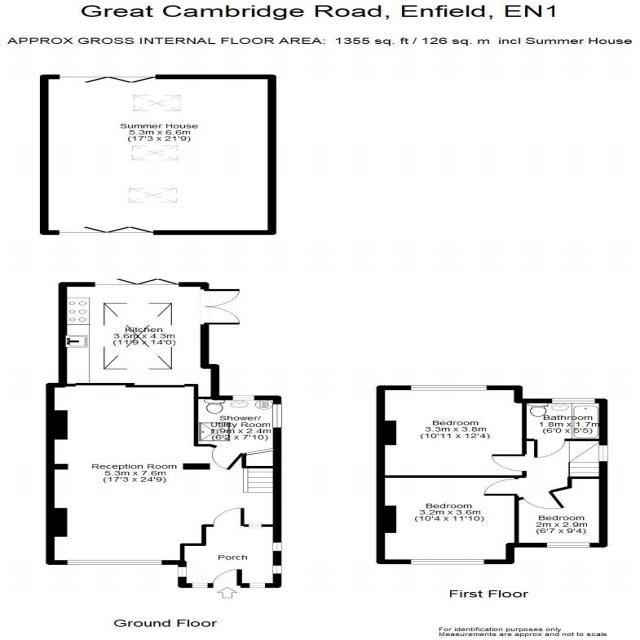 Great Cambridge Road, Enfield, EN1
APPROX GROSS INTERNAL FLOOR AREA: 1355 sq. ft / 126 sq. m incl Summer House
Summer House
5.3m x 6.6m
(17'3 x 21'9)
Kitchen
3.6m x 4.3m
(11'9 x 14'0)
Shower/
Utility Room
1.9m x 2.4m
(6'2 x 7'10)
Reception Room
5.3m x 7.6m
(17'3 x 24'9)
Porch
Ground Floor
Bedroom
3.3m x 3.8m
(10'11 x 12'4)
Bathroom
1.8m x 1.7m
(6'0 x 5'5)
Bedroom
3.2m x 3.6m
(10'4 x 11'10)
Bedroom
2m x 2.9m
(6'7 x 9'4)
First Floor
For identification purposes only
Measurements are approx and not to scale